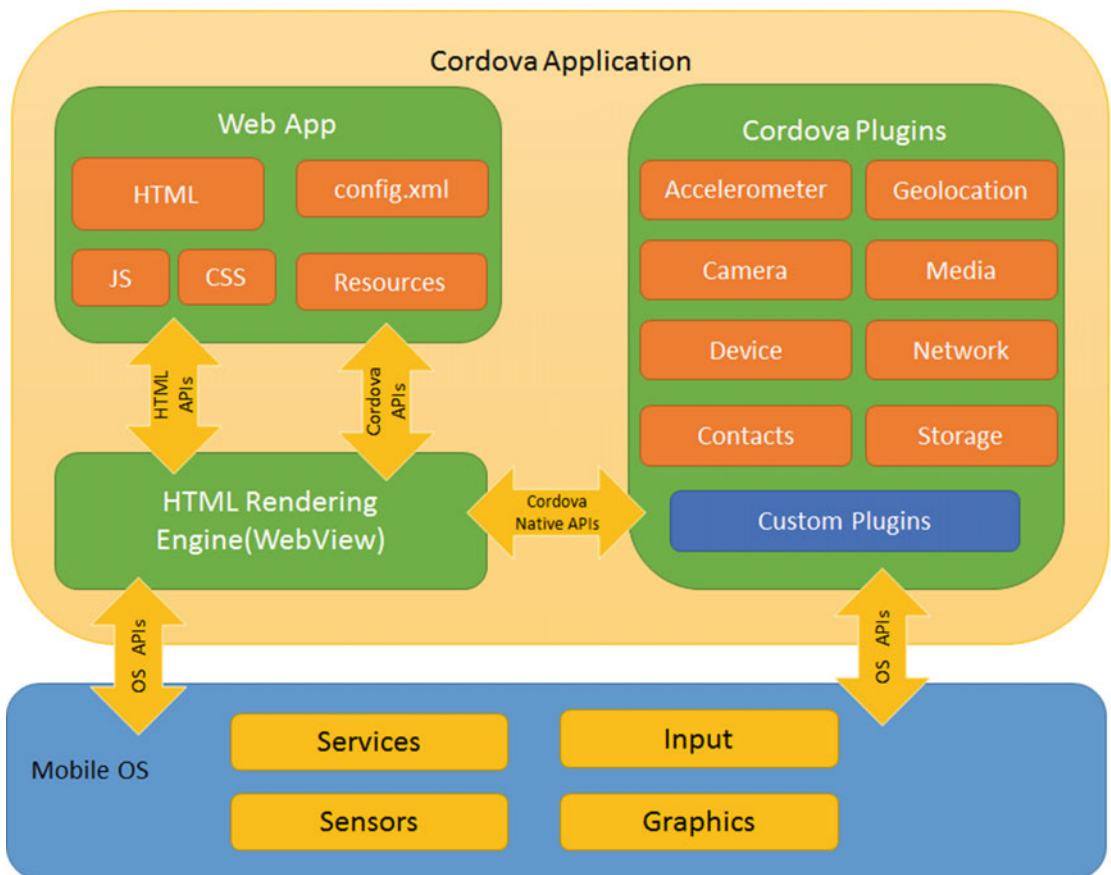 Cordova Application
Web App
HTML
config.xml
JS
CSS
Resources
HTML
APIs
Cordova
APIs
HTML Rendering
Engine(WebView)
Cordova
Native APIs
Cordova Plugins
Accelerometer
Geolocation
Camera
Media
Device
Network
Contacts
Storage
Custom Plugins
OS APIs
OS APIs
Mobile OS
Services
Input
Sensors
Graphics